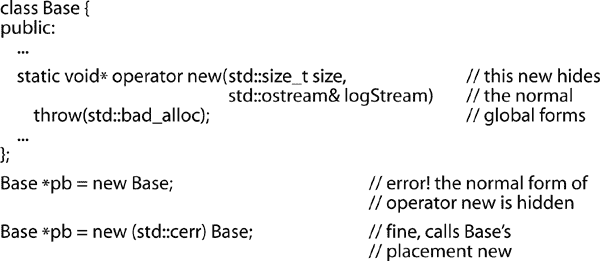 class Base {
public:
...
static void* operator new(std::size_t size, // this new hides
std::ostream& logStream) // the normal
throw(std::bad_alloc); // global forms
...
};
Base *pb = new Base; // error! the normal form of
// operator new is hidden
Base *pb = new (std::cerr) Base; // fine, calls Base’s
// placement new